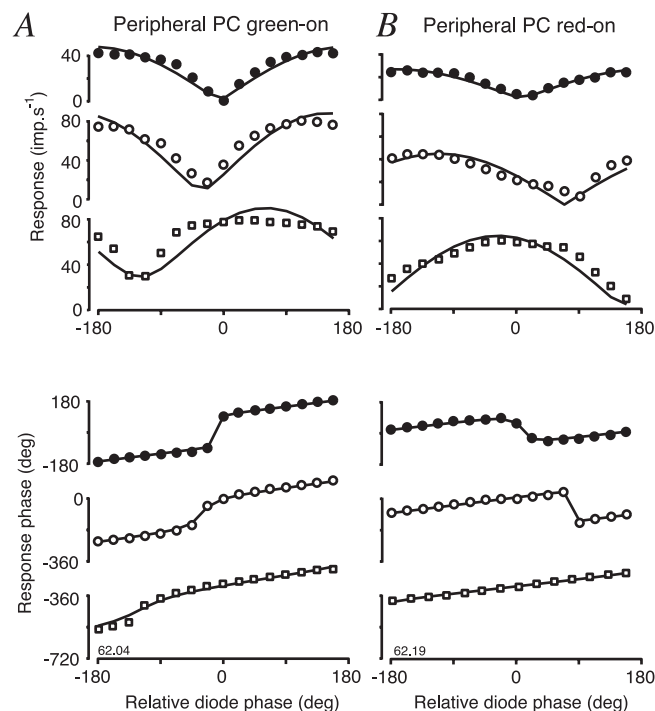 A Peripheral PC green-on
B Peripheral PC red-on
Response (imp.s⁻¹)
40
0
80
40
0
80
40
0
-180 0 180
-180 0 180
Response phase (deg)
180
-180
0
-360
-360
-720
62.04
62.19
-180 0 180
-180 0 180
Relative diode phase (deg)
Relative diode phase (deg)